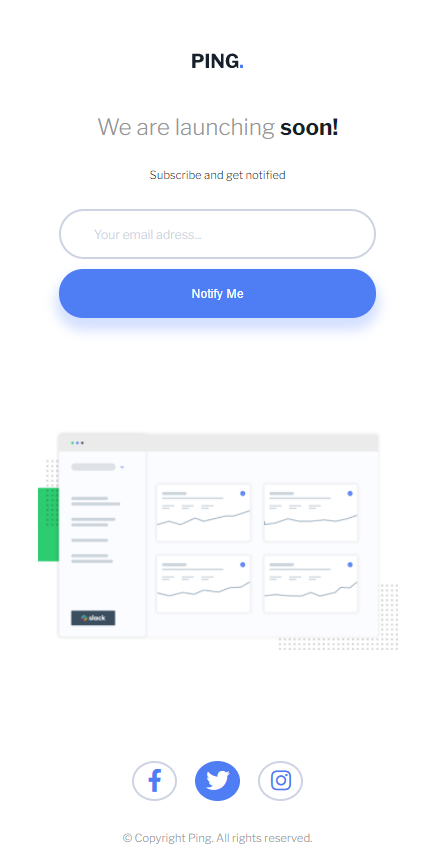 PING.
We are launching soon!
Subscribe and get notified
Your email adress...
Notify Me
slack
© Copyright Ping. All rights reserved.